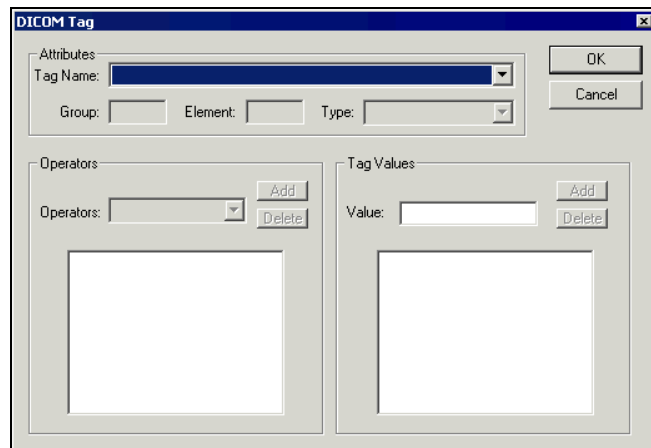 DICOM Tag
Attributes
Tag Name:
OK
Group: Element: Type:
Cancel
Operators
Operators:
Add
Delete
Tag Values
Value:
Add
Delete